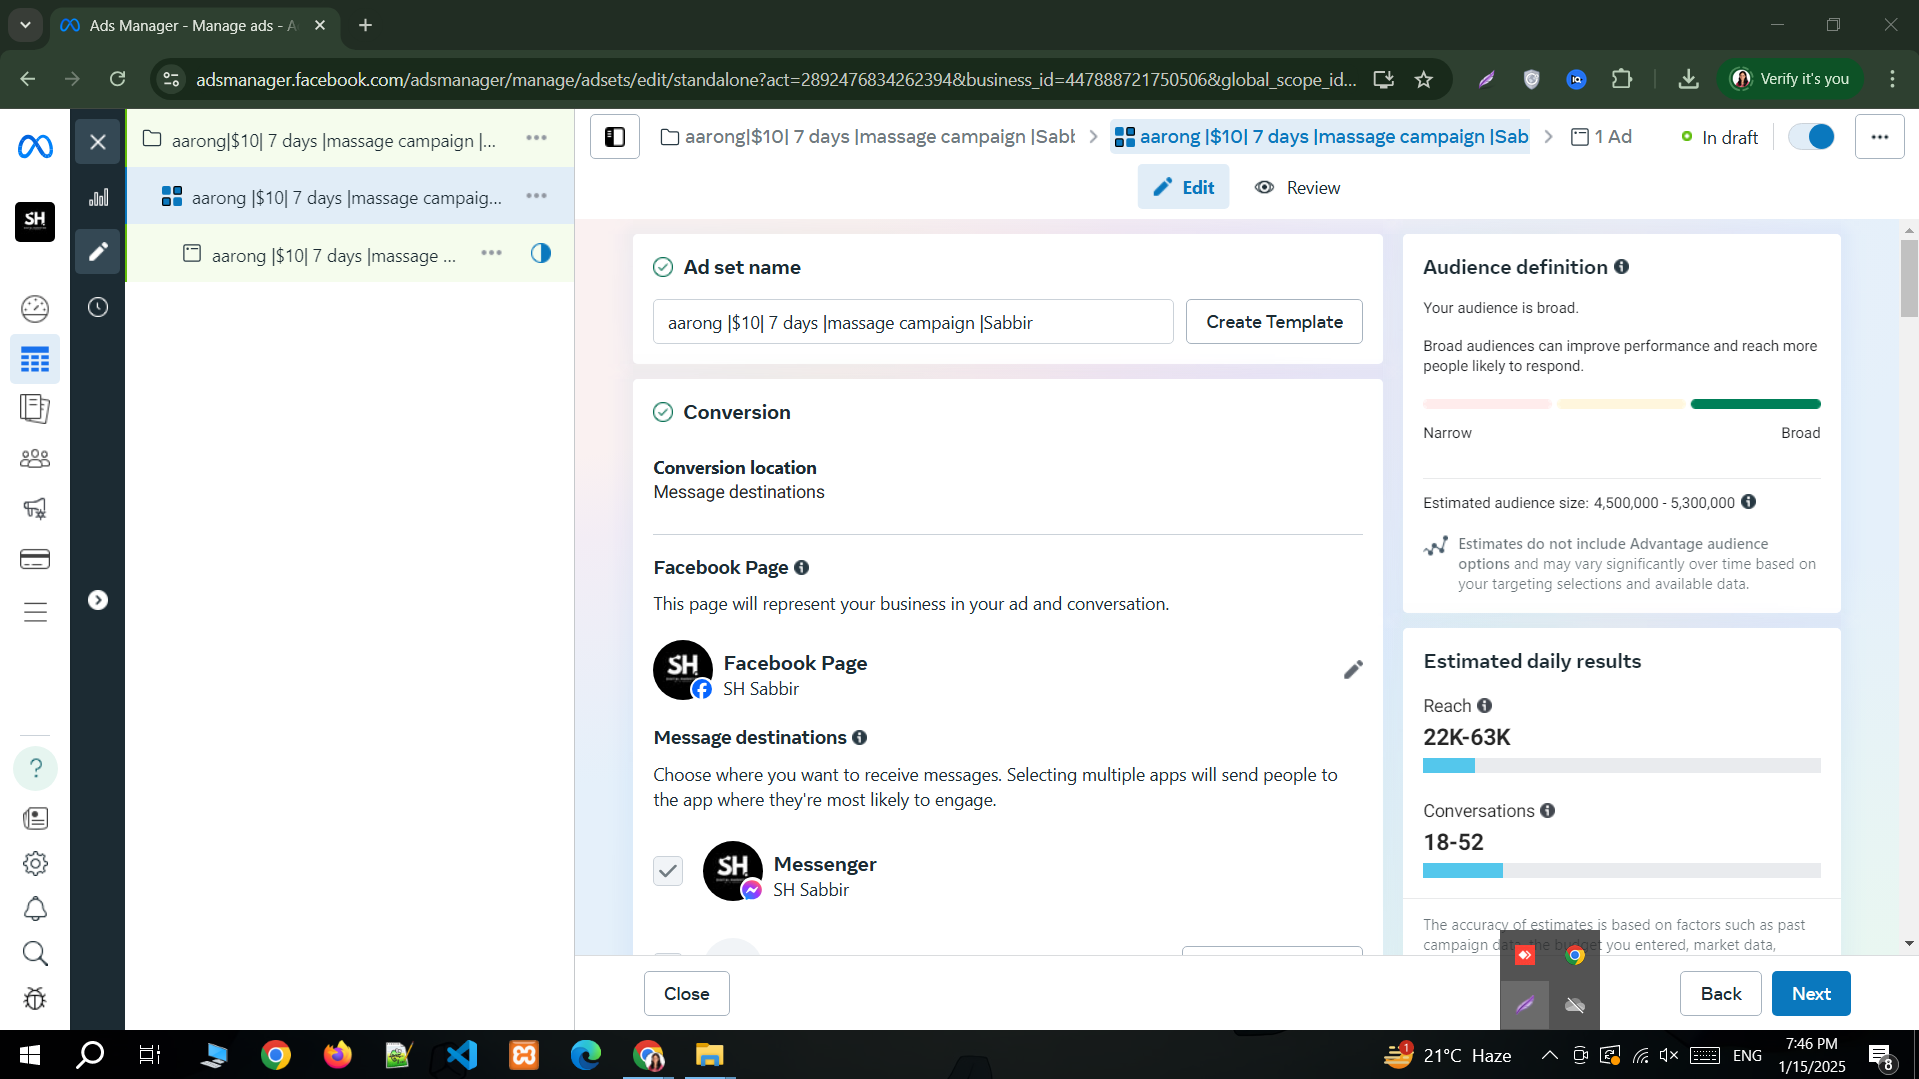 Ads Manager - Manage ads - A
adsmanager.facebook.com/adsmanager/manage/adsets/edit/standalone?act=2892476834262394&business_id=447888721750506&global_scope_id...
Verify it's you
aarong|$10| 7 days |massage campaign |...
aarong|$10| 7 days |massage campaign |Sabb
aarong |$10| 7 days |massage campaign |Sab
1 Ad
In draft
aarong |$10| 7 days |massage campaig...
Edit
Review
aarong |$10| 7 days |massage ...
SH
Ad set name
aarong |$10| 7 days |massage campaign |Sabbir
Create Template
Conversion
Conversion location
Message destinations
Facebook Page
This page will represent your business in your ad and conversation.
SH
Facebook Page
SH Sabbir
Message destinations
Choose where you want to receive messages. Selecting multiple apps will send people to
the app where they're most likely to engage.
SH
Messenger
SH Sabbir
Audience definition
Your audience is broad.
Broad audiences can improve performance and reach more
people likely to respond.
Narrow
Broad
Estimated audience size: 4,500,000 - 5,300,000
Estimates do not include Advantage audience
options and may vary significantly over time based on
your targeting selections and available data.
Estimated daily results
Reach
22K-63K
Conversations
18-52
The accuracy of estimates is based on factors such as past
campaign data, the budget you entered, market data,
Close
Back
Next
1
21°C Haze
ENG
7:46 PM
1/15/2025
8